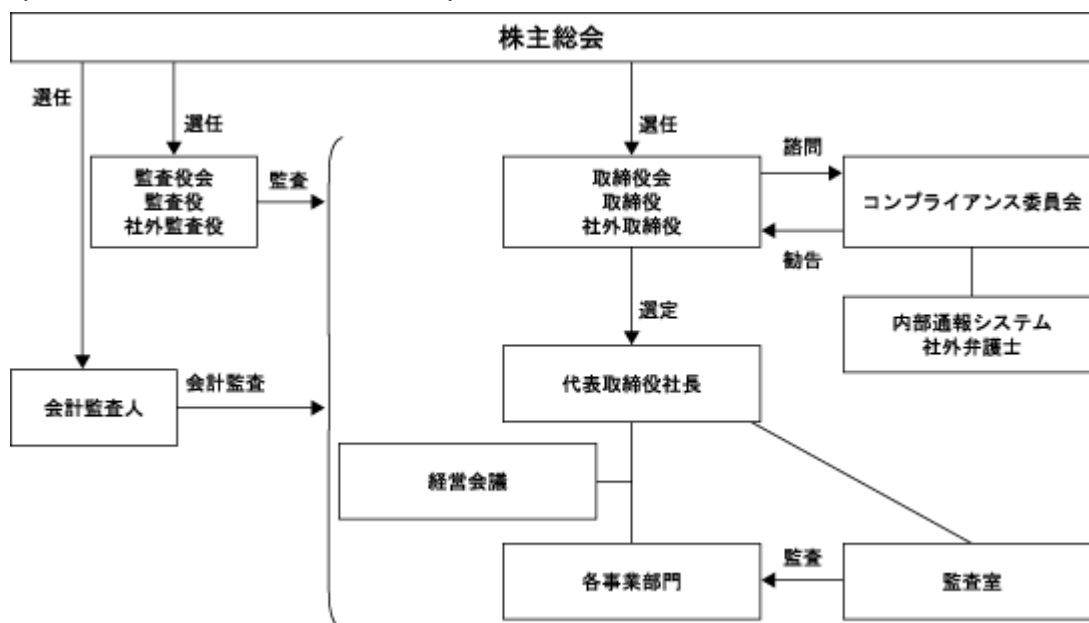 株主総会
選任
選任
選任
監査役会
監査役
社外監査役
監査
取締役会
取締役
社外取締役
諮問
勧告
コンプライアンス委員会
内部通報システム
社外弁護士
選定
代表取締役社長
会計監査人
会計監査
経営会議
各事業部門
監査
監査室